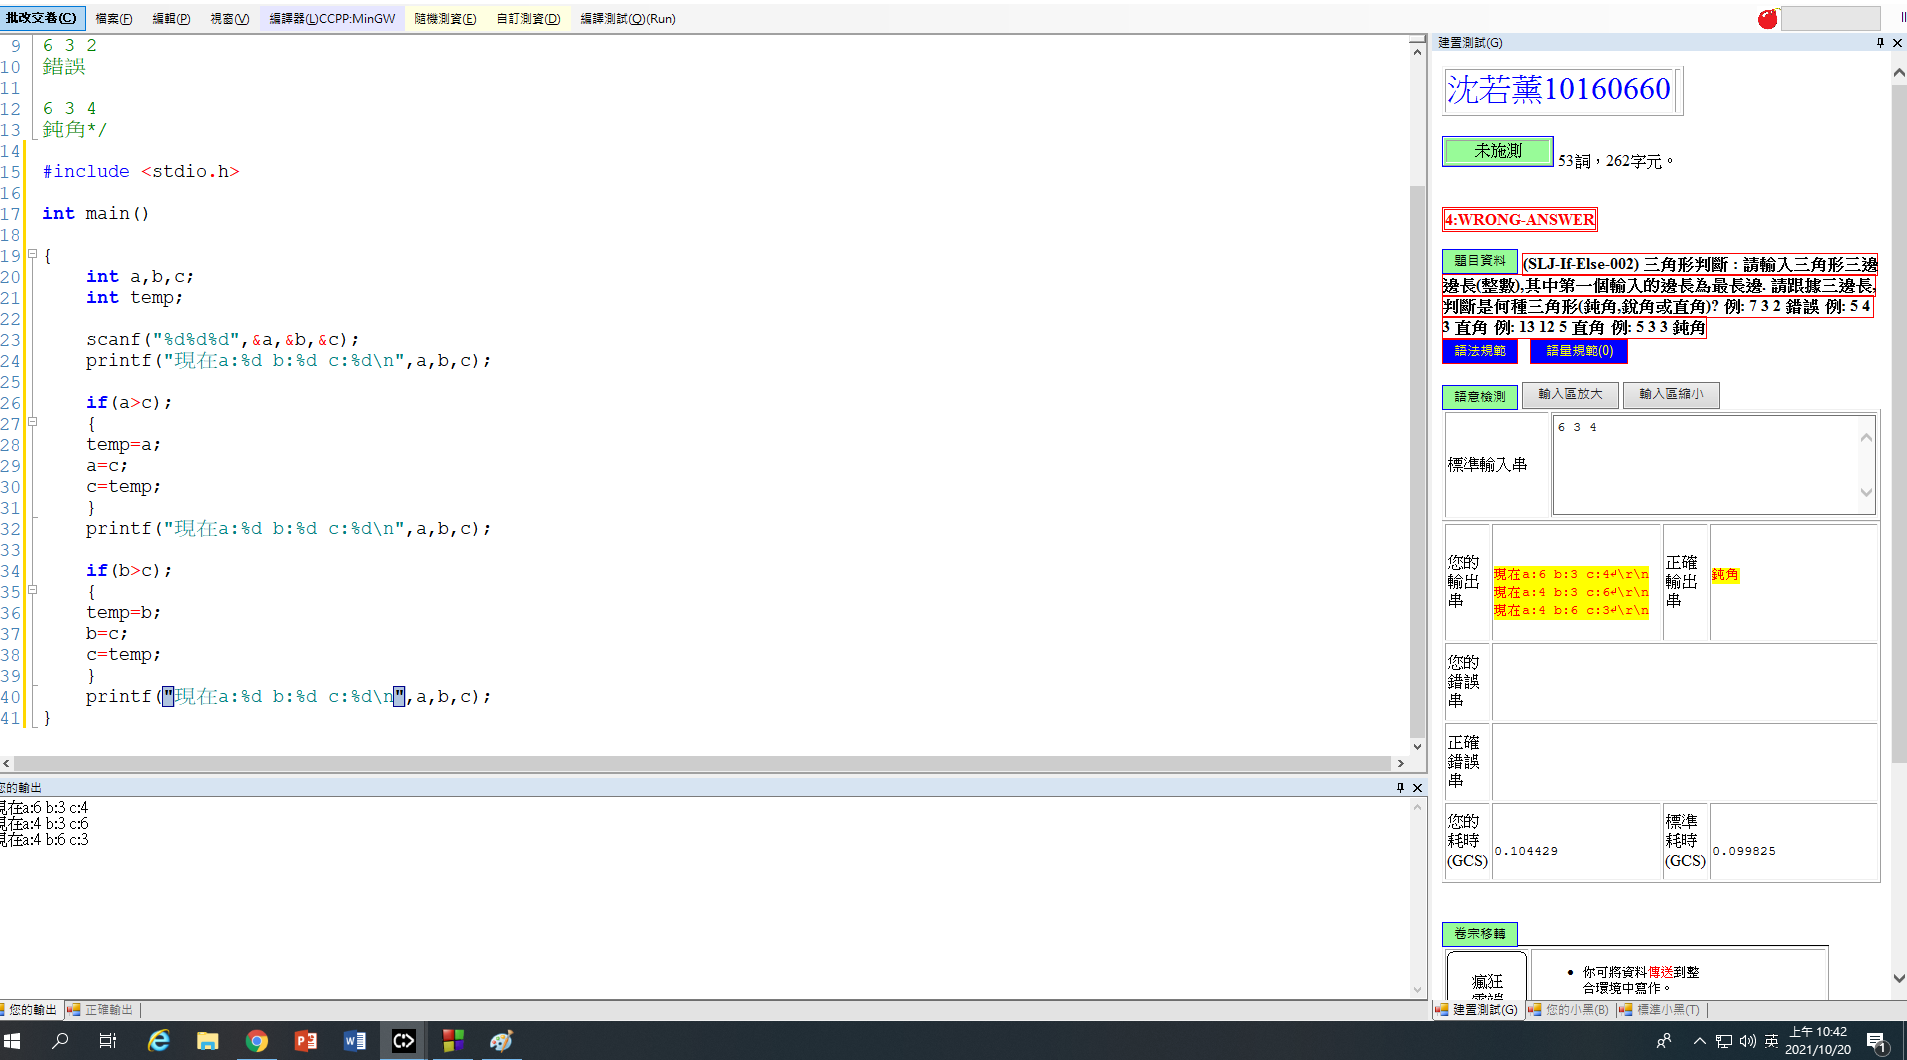 批改交卷(C) 檔案(F) 編輯(P) 視窗(V) 編譯器(L)CCPP:MinGW 隨機測資(E) 自訂測資(D) 編譯測試(Q)(Run)
9 6 3 2
10 錯誤
11
12 6 3 4
13 鈍角*/
14
15 #include <stdio.h>
16
17 int main()
18
19 {
20 int a,b,c;
21 int temp;
22
23 scanf("%d%d%d",&a,&b,&c);
24 printf("現在a:%d b:%d c:%d\n",a,b,c);
25
26 if(a>c);
27 {
28 temp=a;
29 a=c;
30 c=temp;
31 }
32 printf("現在a:%d b:%d c:%d\n",a,b,c);
33
34 if(b>c);
35 {
36 temp=b;
37 b=c;
38 c=temp;
39 }
40 printf("現在a:%d b:%d c:%d\n",a,b,c);
41 }
您的輸出
現在a:6 b:3 c:4
現在a:4 b:3 c:6
現在a:4 b:6 c:3
您的輸出 正確輸出
建置測試(G)
沈若薰10160660
未施測 53詞，262字元。
4:WRONG-ANSWER
題目資料 (SLJ-If-Else-002) 三角形判斷 : 請輸入三角形三邊
邊長(整數),其中第一個輸入的邊長為最長邊. 請跟據三邊長,
判斷是何種三角形(鈍角,銳角或直角)? 例: 7 3 2 錯誤 例: 5 4
3 直角 例: 13 12 5 直角 例: 5 3 3 鈍角
語法規範 語量規範(0)
語意檢測 輸入區放大 輸入區縮小
標準輸入串 6 3 4
您的輸出串
現在a:6 b:3 c:4↵\r\n
現在a:4 b:3 c:6↵\r\n
現在a:4 b:6 c:3↵\r\n
正確輸出串 鈍角
您的錯誤串
正確錯誤串
您的耗時(GCS) 0.104429 標準耗時(GCS) 0.099825
卷宗移轉
瘋狂
• 你可將資料傳送到整
合環境中寫作。
建置測試(G) 您的小黑(B) 標準小黑(T)
英 上午 10:42
2021/10/20
1